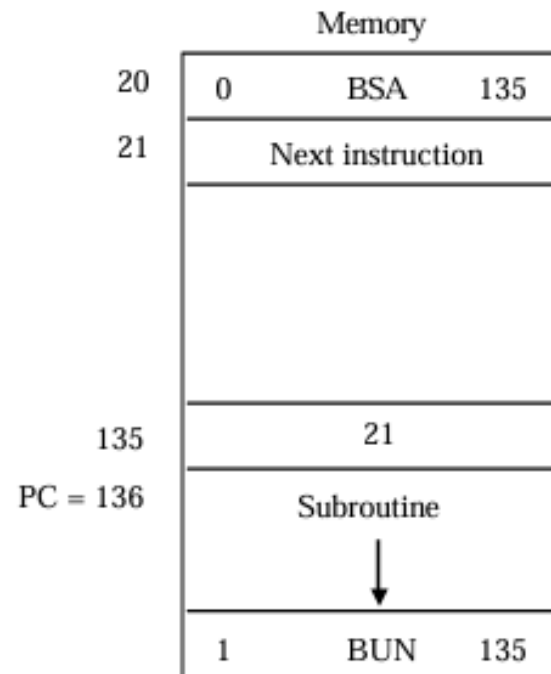 Memory
20 0 BSA 135
21 Next instruction
135 21
PC = 136 Subroutine
1 BUN 135